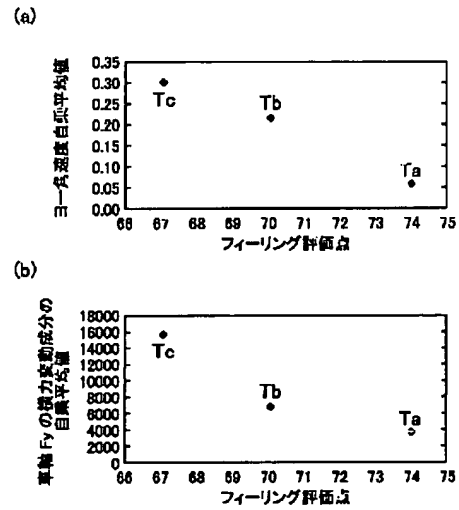 (a)
ヨー角速度自乗平均値
0.35
0.30
0.25
0.20
0.15
0.10
0.05
0.00
Tc
Tb
Ta
66 67 68 69 70 71 72 73 74 75
フィーリング評価点
(b)
車軸Fyの横力変動成分の
自乗平均値
18000
16000
14000
12000
10000
8000
6000
4000
2000
0
Tc
Tb
Ta
66 67 68 69 70 71 72 73 74 75
フィーリング評価点